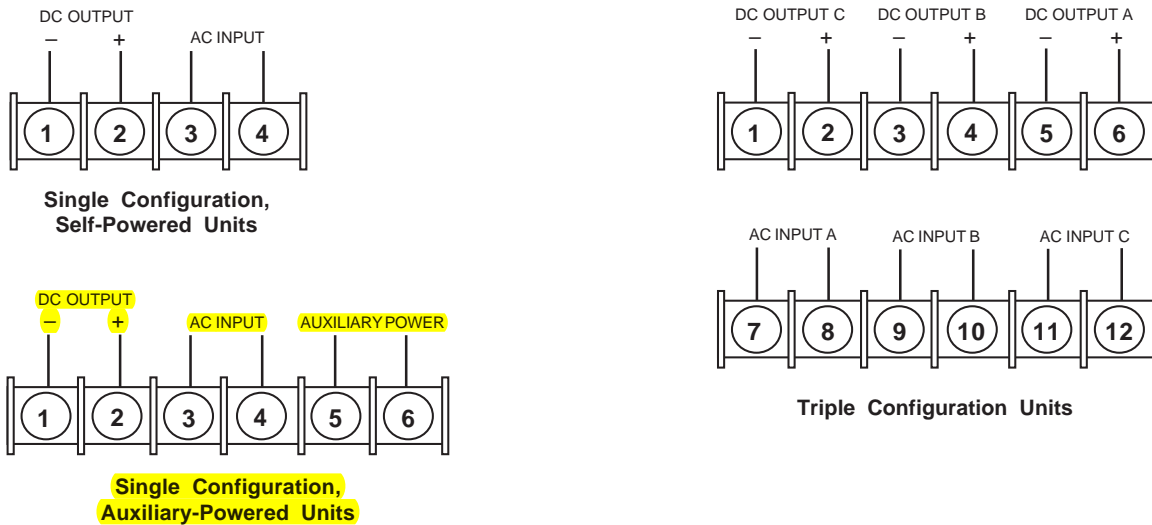 DC OUTPUT
– +
AC INPUT
1 2 3 4
Single Configuration,
Self-Powered Units
DC OUTPUT
– +
AC INPUT
AUXILIARY POWER
1 2 3 4 5 6
Single Configuration,
Auxiliary-Powered Units
DC OUTPUT C DC OUTPUT B DC OUTPUT A
– + – + – +
1 2 3 4 5 6
AC INPUT A AC INPUT B AC INPUT C
7 8 9 10 11 12
Triple Configuration Units